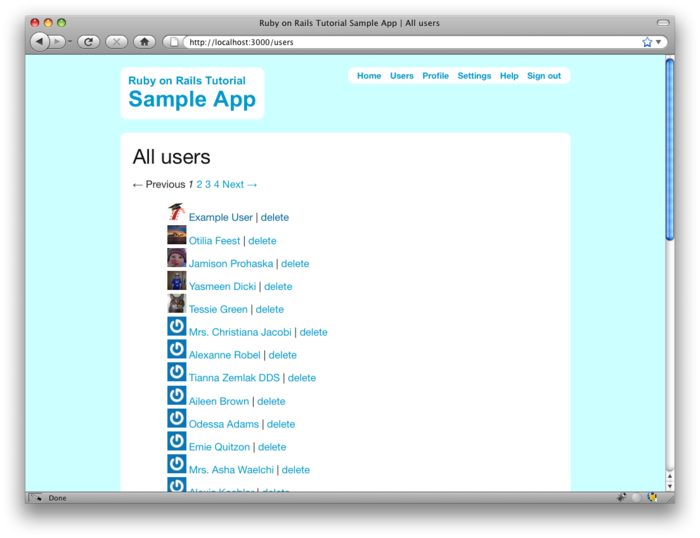 Ruby on Rails Tutorial Sample App | All users
http://localhost:3000/users
Ruby on Rails Tutorial
Sample App
Home Users Profile Settings Help Sign out
All users
← Previous 1 2 3 4 Next →
Example User | delete
Otilia Feest | delete
Jamison Prohaska | delete
Yasmeen Dicki | delete
Tessie Green | delete
Mrs. Christiana Jacobi | delete
Alexanne Robel | delete
Tianna Zemlak DDS | delete
Aileen Brown | delete
Odessa Adams | delete
Emie Quitzon | delete
Mrs. Asha Waelchi | delete
Done